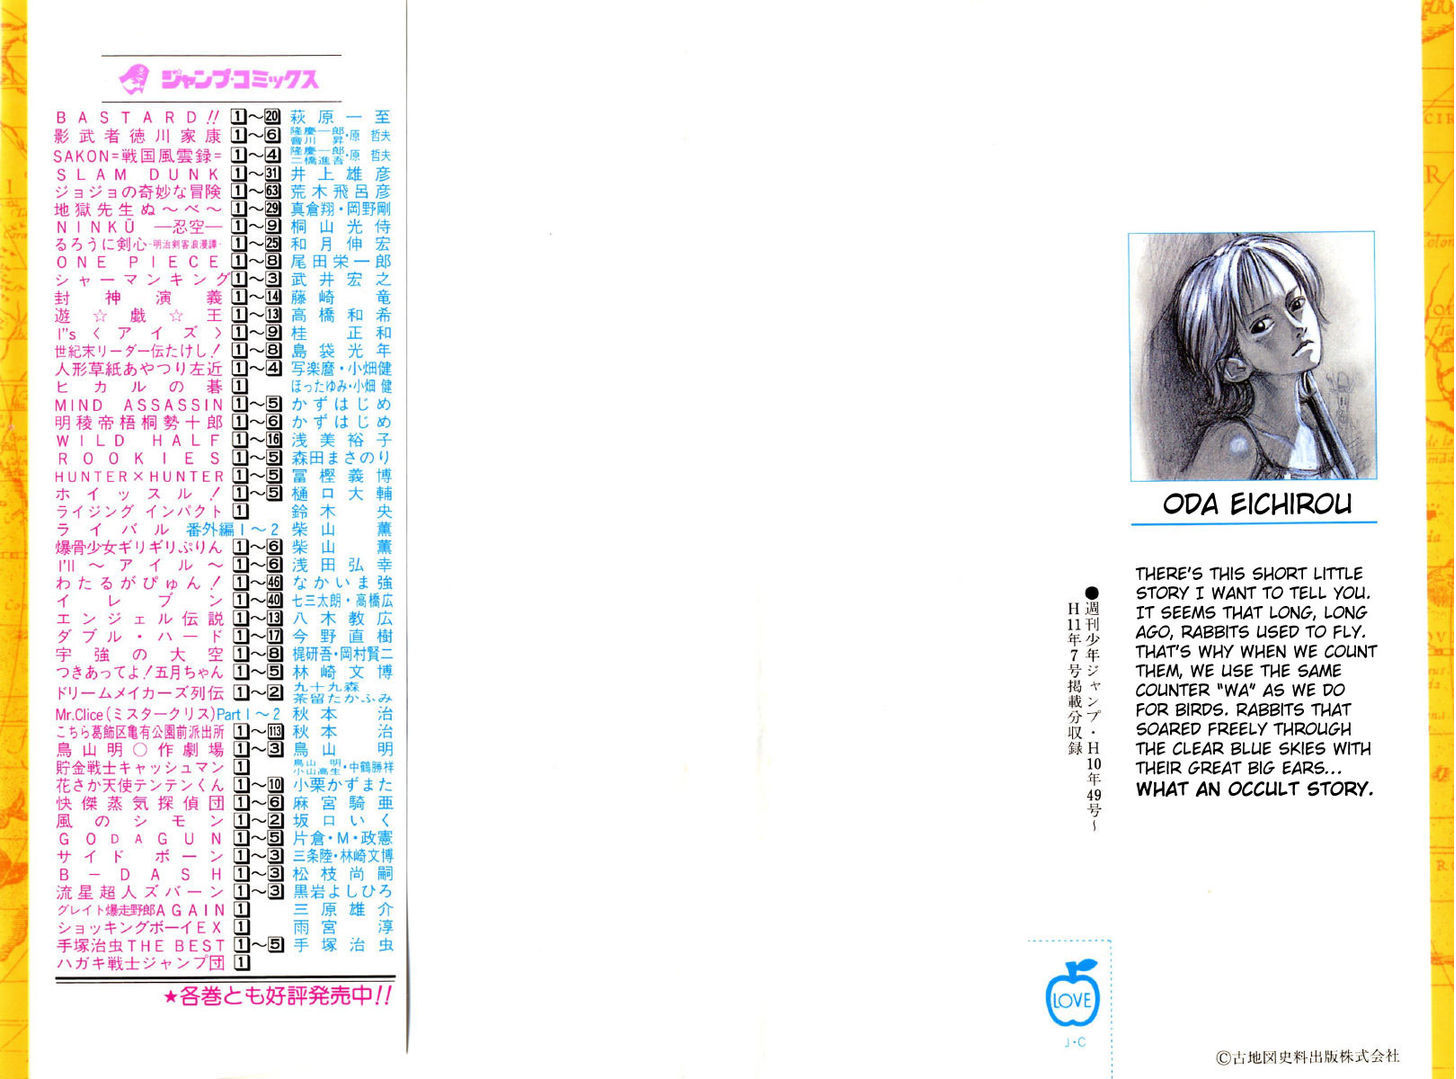 ジャンプ・コミックス
BASTARD!! 1〜20 萩原一至
影武者徳川家康 1〜6 隆慶一郎 會川昇・原哲夫
SAKON=戦国風雲録= 1〜4 隆慶一郎 二橋進吾・原哲夫
SLAM DUNK 1〜31 井上雄彦
ジョジョの奇妙な冒険 1〜63 荒木飛呂彦
地獄先生ぬ〜べ〜 1〜29 真倉翔・岡野剛
NINKŪ —忍空— 1〜9 桐山光侍
るろうに剣心-明治剣客浪漫譚- 1〜25 和月伸宏
ONE PIECE 1〜8 尾田栄一郎
シャーマンキング 1〜3 武井宏之
封神演義 1〜14 藤崎竜
遊☆戯☆王 1〜13 高橋和希
I"s〈アイズ〉 1〜9 桂正和
世紀末リーダー伝たけし! 1〜8 島袋光年
人形草紙あやつり左近 1〜4 写楽麿・小畑健
ヒカルの碁 1 ほったゆみ・小畑健
MIND ASSASSIN 1〜5 かずはじめ
明稜帝梧桐勢十郎 1〜6 かずはじめ
WILD HALF 1〜16 浅美裕子
ROOKIES 1〜5 森田まさのり
HUNTER×HUNTER 1〜5 冨樫義博
ホイッスル! 1〜5 樋口大輔
ライジング インパクト 1 鈴木央
ライバル 番外編1〜2 柴山薫
爆骨少女ギリギリぷりん 1〜6 柴山薫
I'll〜アイル〜 1〜6 浅田弘幸
わたるがぴゅん! 1〜46 なかいま強
イレブン 1〜40 七三太朗・高橋広
エンジェル伝説 1〜13 八木教広
ダブル・ハード 1〜17 今野直樹
宇強の大空 1〜8 梶研吾・岡村賢二
つきあってよ!五月ちゃん 1〜5 林崎文博
ドリームメイカーズ列伝 1〜2 九十九森 茶留たかふみ
Mr.Clice(ミスタークリス)Part 1〜2 秋本治
こちら葛飾区亀有公園前派出所 1〜113 秋本治
鳥山明〇作劇場 1〜3 鳥山明
貯金戦士キャッシュマン 1 鳥山明 小山高生・中鶴勝祥
花さか天使テンテンくん 1〜10 小栗かずまた
快傑蒸気探偵団 1〜6 麻宮騎亜
風のシモン 1〜2 坂口いく
GODAGUN 1〜5 片倉・M・政憲
サイドボーン 1〜3 三条陸・林崎文博
B-DASH 1〜3 松枝尚嗣
流星超人ズバーン 1〜3 黒岩よしひろ
グレイト爆走野郎AGAIN 1 三原雄介
ショッキングボーイEX 1 雨宮淳
手塚治虫THE BEST 1〜5 手塚治虫
ハガキ戦士ジャンプ団 1
★各巻とも好評発売中!!
ODA EICHIROU
THERE'S THIS SHORT LITTLE
STORY I WANT TO TELL YOU.
IT SEEMS THAT LONG, LONG
AGO, RABBITS USED TO FLY.
THAT'S WHY WHEN WE COUNT
THEM, WE USE THE SAME
COUNTER "WA" AS WE DO
FOR BIRDS. RABBITS THAT
SOARED FREELY THROUGH
THE CLEAR BLUE SKIES WITH
THEIR GREAT BIG EARS...
WHAT AN OCCULT STORY.
●週刊少年ジャンプ・H10年49号〜
H11年7号掲載分収録
LOVE
J・C
©古地図史料出版株式会社